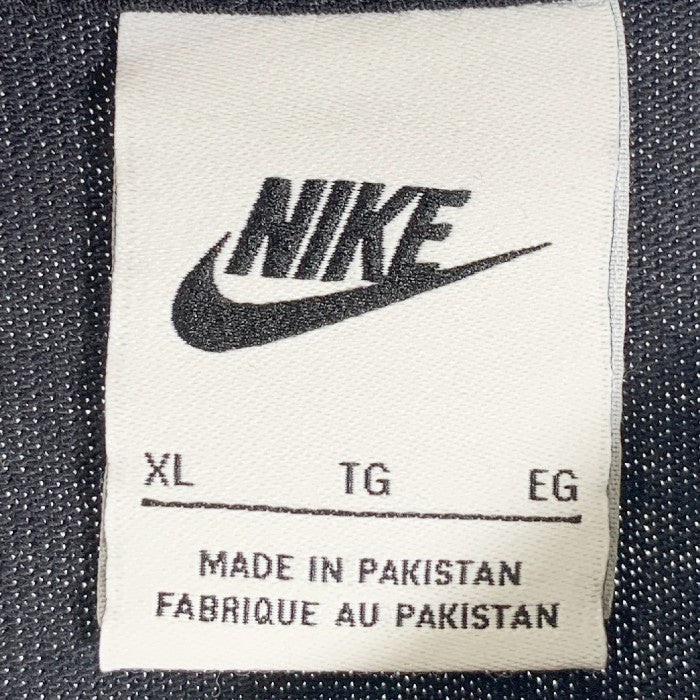 NIKE
XL TG EG
MADE IN PAKISTAN
FABRIQUE AU PAKISTAN